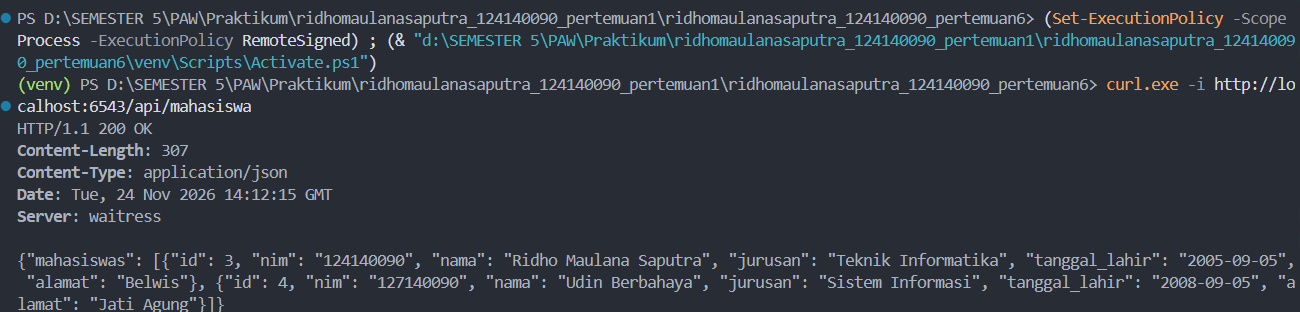 PS D:\SEMESTER 5\PAW\Praktikum\ridhomaulanasaputra_124140090_pertemuan1\ridhomaulanasaputra_124140090_pertemuan6> (Set-ExecutionPolicy -Scope
Process -ExecutionPolicy RemoteSigned) ; (& "d:\SEMESTER 5\PAW\Praktikum\ridhomaulanasaputra_124140090_pertemuan1\ridhomaulanasaputra_12414009
0_pertemuan6\venv\Scripts\Activate.ps1")
(venv) PS D:\SEMESTER 5\PAW\Praktikum\ridhomaulanasaputra_124140090_pertemuan1\ridhomaulanasaputra_124140090_pertemuan6> curl.exe -i http://lo
calhost:6543/api/mahasiswa
HTTP/1.1 200 OK
Content-Length: 307
Content-Type: application/json
Date: Tue, 24 Nov 2026 14:12:15 GMT
Server: waitress
{"mahasiswas": [{"id": 3, "nim": "124140090", "nama": "Ridho Maulana Saputra", "jurusan": "Teknik Informatika", "tanggal_lahir": "2005-09-05",
"alamat": "Belwis"}, {"id": 4, "nim": "127140090", "nama": "Udin Berbahaya", "jurusan": "Sistem Informasi", "tanggal_lahir": "2008-09-05", "a
lamat": "Jati Agung"}]}